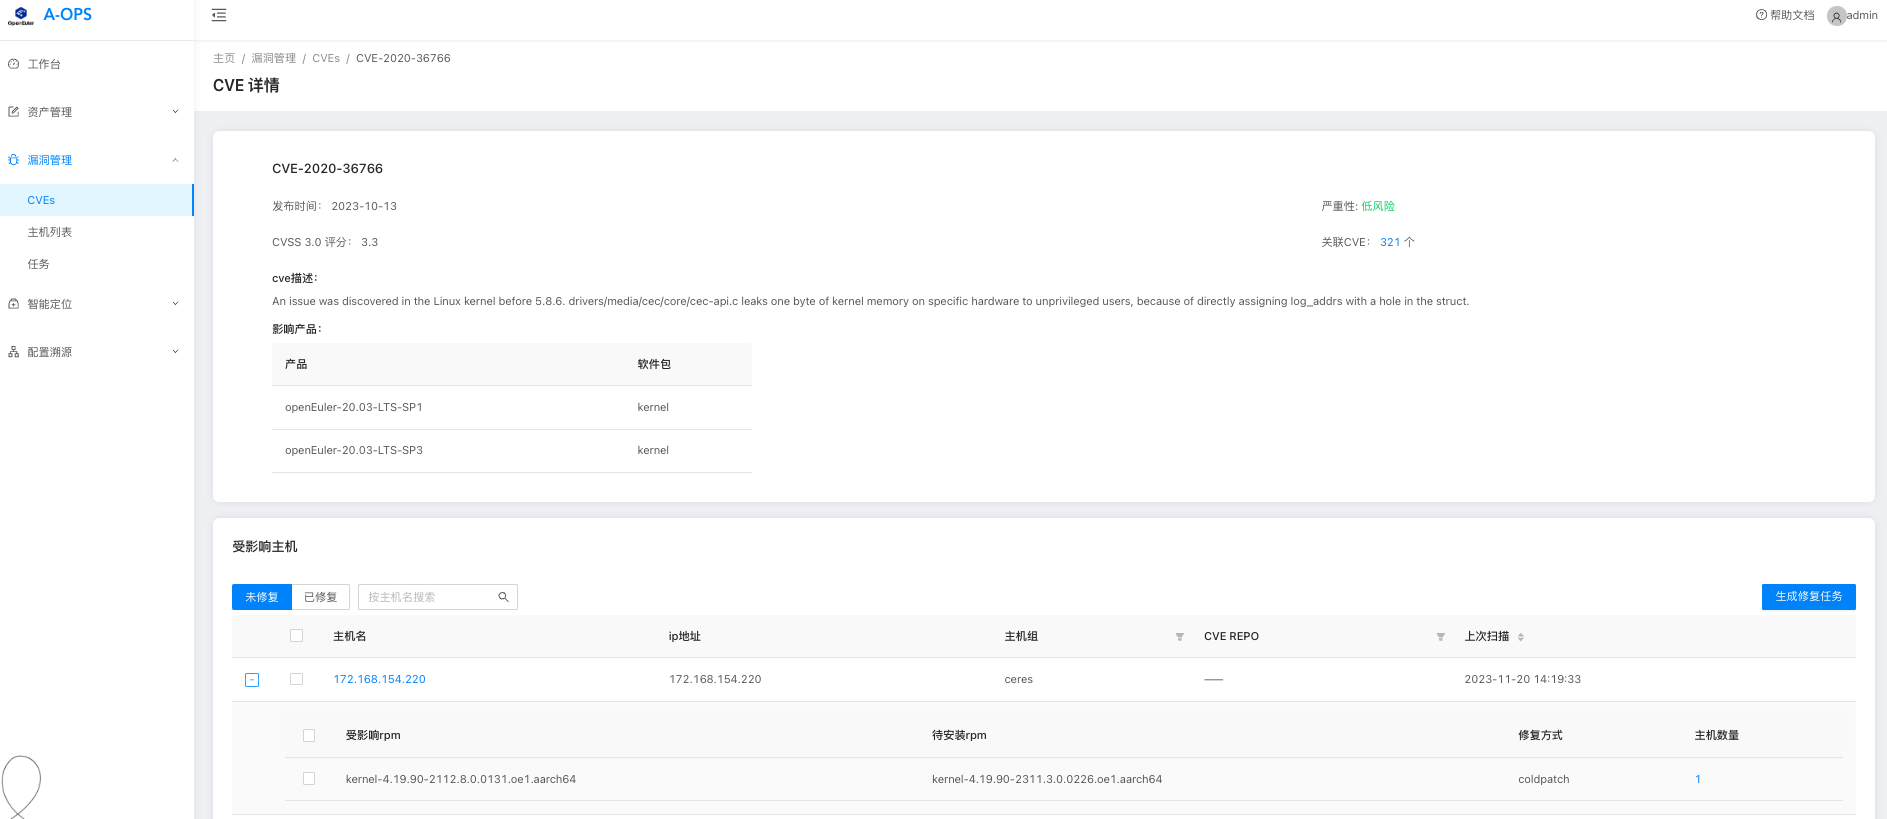 openEuler A-OPS
帮助文档 admin
工作台
资产管理
漏洞管理
CVEs
主机列表
任务
智能定位
配置溯源
主页 / 漏洞管理 / CVEs / CVE-2020-36766
CVE 详情
CVE-2020-36766
发布时间： 2023-10-13 严重性: 低风险
CVSS 3.0 评分： 3.3 关联CVE： 321 个
cve描述：
An issue was discovered in the Linux kernel before 5.8.6. drivers/media/cec/core/cec-api.c leaks one byte of kernel memory on specific hardware to unprivileged users, because of directly assigning log_addrs with a hole in the struct.
影响产品：
产品 软件包
openEuler-20.03-LTS-SP1 kernel
openEuler-20.03-LTS-SP3 kernel
受影响主机
未修复 已修复 按主机名搜索 生成修复任务
主机名 ip地址 主机组 CVE REPO 上次扫描
172.168.154.220 172.168.154.220 ceres —— 2023-11-20 14:19:33
受影响rpm 待安装rpm 修复方式 主机数量
kernel-4.19.90-2112.8.0.0131.oe1.aarch64 kernel-4.19.90-2311.3.0.0226.oe1.aarch64 coldpatch 1